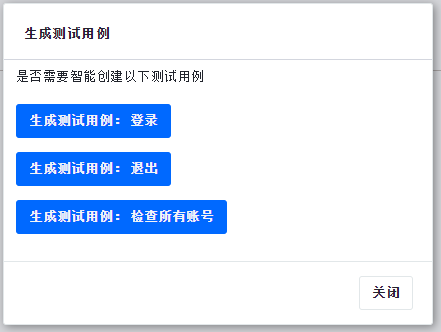 生成测试用例
是否需要智能创建以下测试用例
生成测试用例: 登录
生成测试用例: 退出
生成测试用例: 检查所有账号
关闭